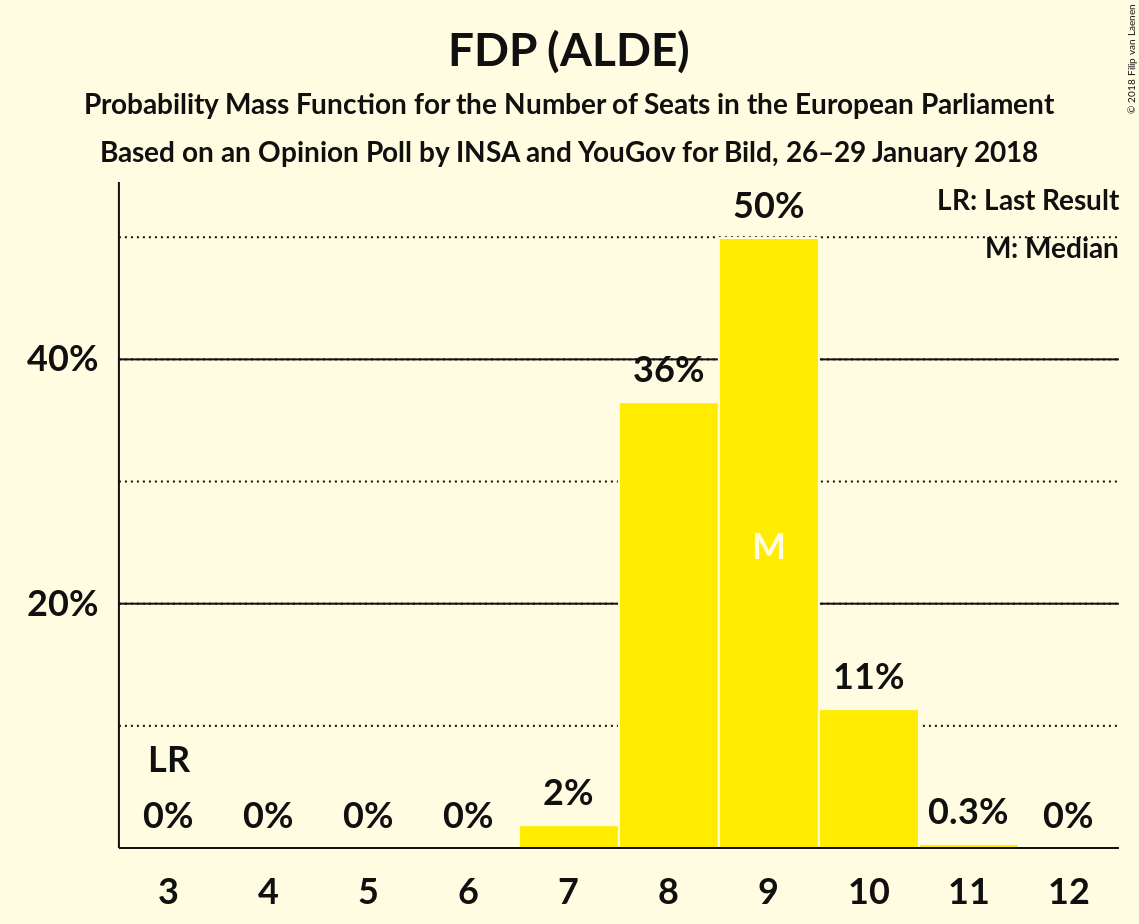 FDP (ALDE)
Probability Mass Function for the Number of Seats in the European Parliament
Based on an Opinion Poll by INSA and YouGov for Bild, 26–29 January 2018
© 2018 Filip van Laenen
LR: Last Result
M: Median
50%
40%
36%
M
20%
11%
LR
2%
0%
0%
0%
0%
0.3%
0%
3 4 5 6 7 8 9 10 11 12